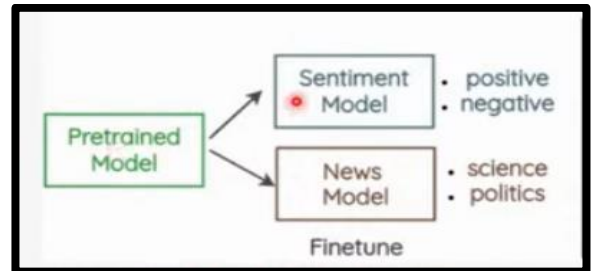 Pretrained
Model
Sentiment
Model
• positive
• negative
News
Model
• science
• politics
Finetune